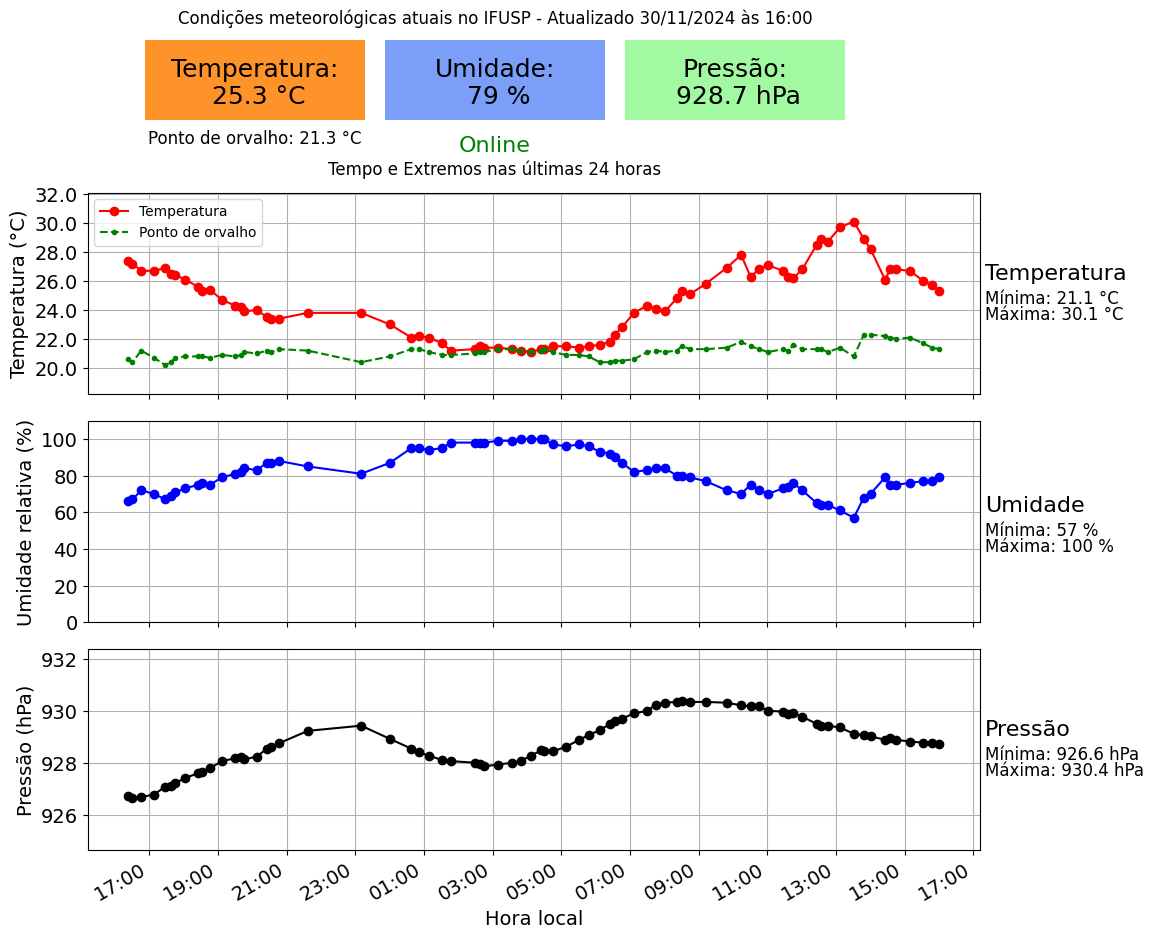 Condições meteorológicas atuais no IFUSP - Atualizado 30/11/2024 às 16:00
Temperatura:
25.3 °C
Umidade:
79 %
Pressão:
928.7 hPa
Ponto de orvalho: 21.3 °C
Online
Tempo e Extremos nas últimas 24 horas
Temperatura (°C)
32.0
30.0
28.0
26.0
24.0
22.0
20.0
Temperatura
Ponto de orvalho
Temperatura
Mínima: 21.1 °C
Máxima: 30.1 °C
Umidade relativa (%)
100
80
60
40
20
0
Umidade
Mínima: 57 %
Máxima: 100 %
Pressão (hPa)
932
930
928
926
Pressão
Mínima: 926.6 hPa
Máxima: 930.4 hPa
17:00 19:00 21:00 23:00 01:00 03:00 05:00 07:00 09:00 11:00 13:00 15:00 17:00
Hora local